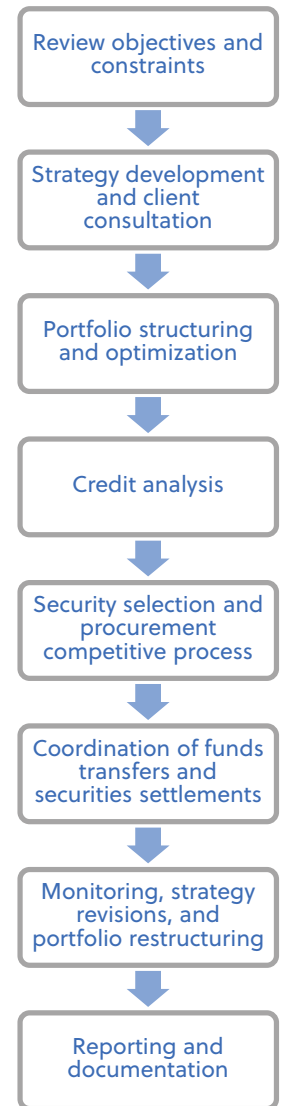 Review objectives and
constraints
Strategy development
and client
consultation
Portfolio structuring
and optimization
Credit analysis
Security selection and
procurement
competitive process
Coordination of funds
transfers and
securities settlements
Monitoring, strategy
revisions, and
portfolio restructuring
Reporting and
documentation